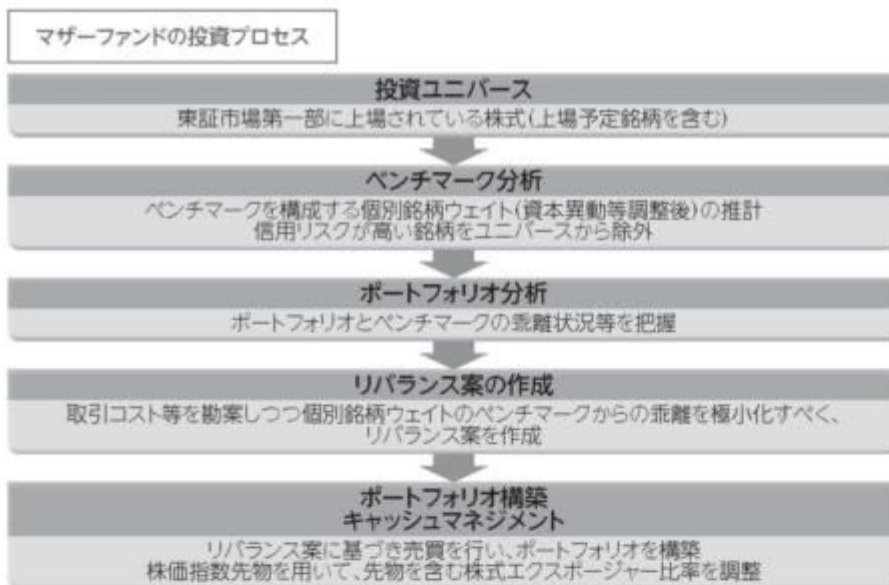 マザーファンドの投資プロセス
投資ユニバース
東証市場第一部に上場されている株式(上場予定銘柄を含む)
ベンチマーク分析
ベンチマークを構成する個別銘柄ウェイト(資本異動等調整後)の推計
信用リスクが高い銘柄をユニバースから除外
ポートフォリオ分析
ポートフォリオとベンチマークの乖離状況等を把握
リバランス案の作成
取引コスト等を勘案しつつ個別銘柄ウェイトのベンチマークからの乖離を極小化すべく、
リバランス案を作成
ポートフォリオ構築
キャッシュマネジメント
リバランス案に基づき売買を行い、ポートフォリオを構築
株価指数先物を用いて、先物を含む株式エクスポージャー比率を調整